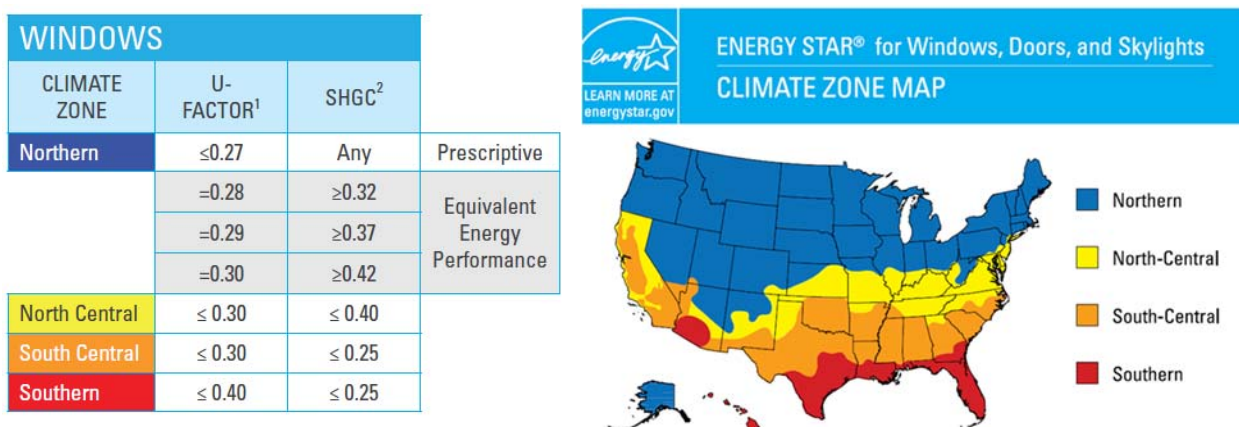 WINDOWS
CLIMATE
ZONE
U-
FACTOR¹
SHGC²
Northern
≤0.27
Any
Prescriptive
=0.28
≥0.32
=0.29
≥0.37
=0.30
≥0.42
Equivalent
Energy
Performance
North Central
≤ 0.30
≤ 0.40
South Central
≤ 0.30
≤ 0.25
Southern
≤ 0.40
≤ 0.25
energy
LEARN MORE AT
energystar.gov
ENERGY STAR® for Windows, Doors, and Skylights
CLIMATE ZONE MAP
Northern
North-Central
South-Central
Southern